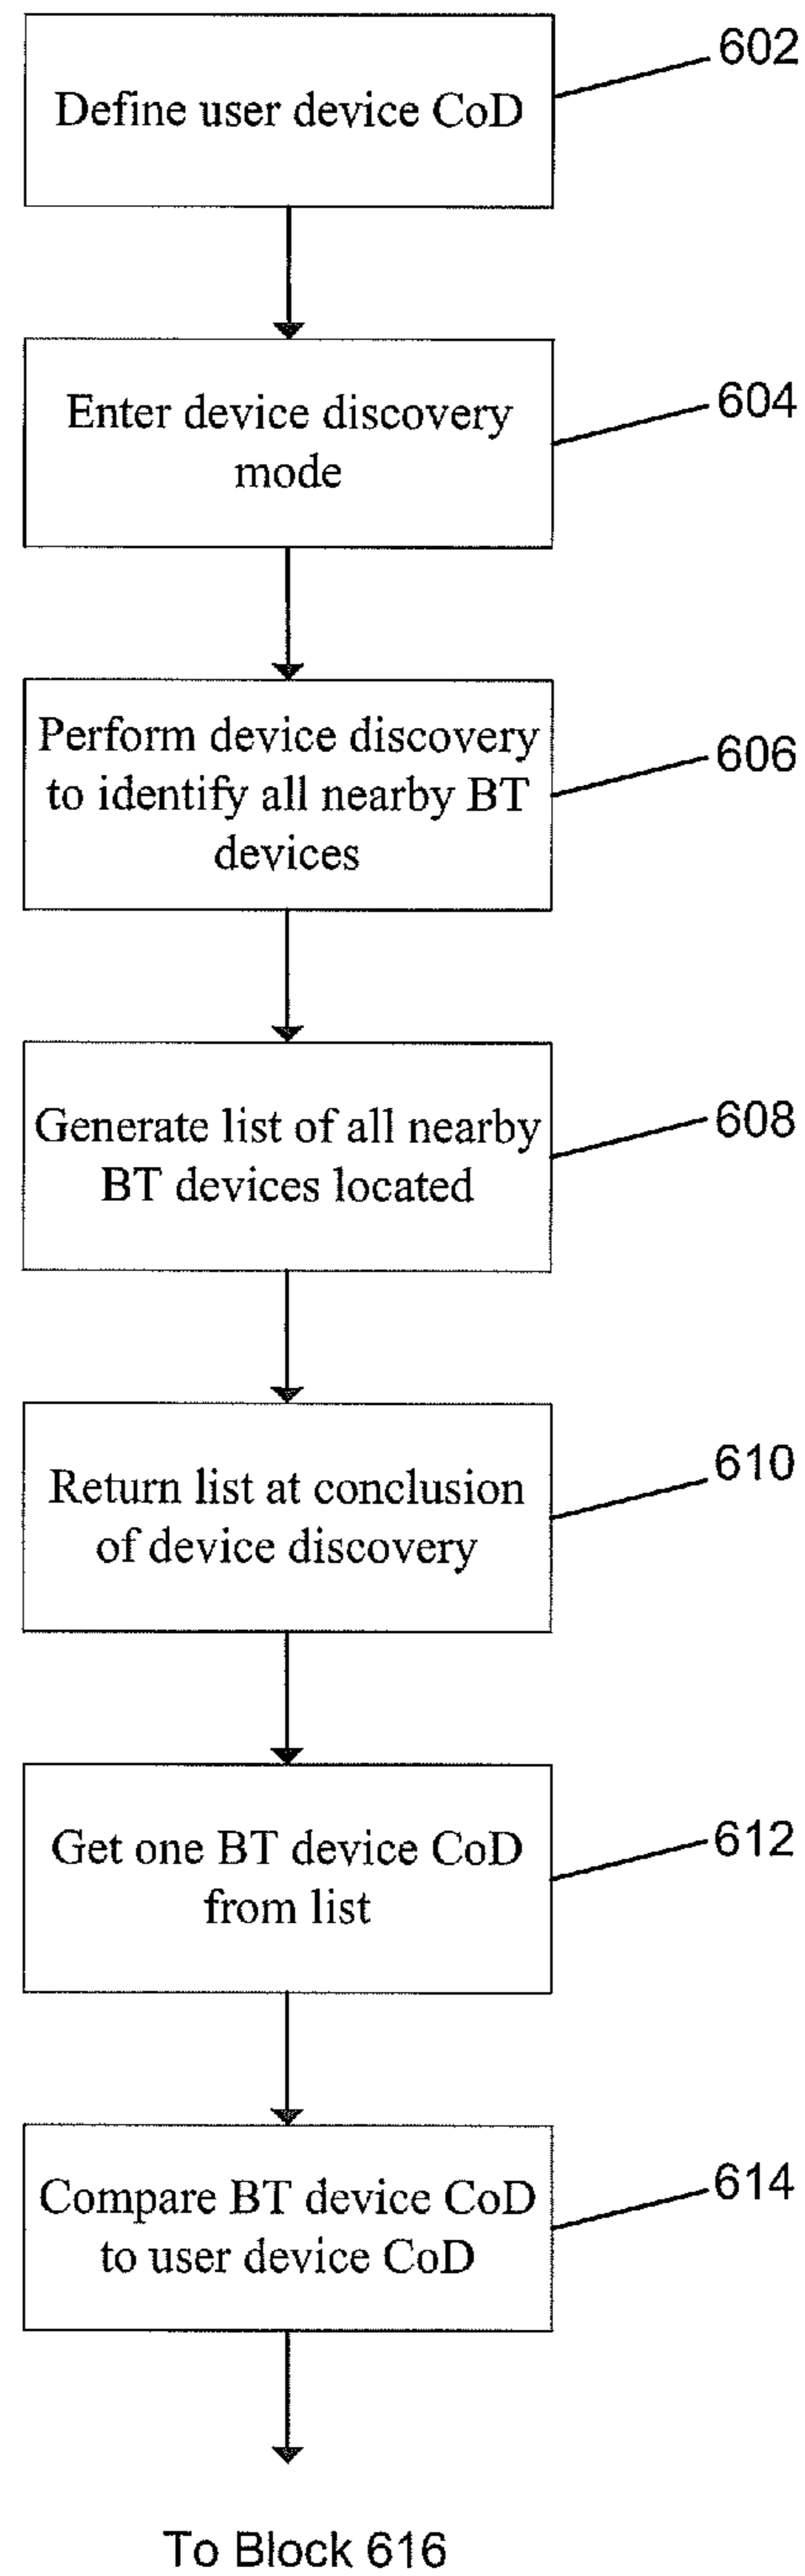 Define user device CoD
602
Enter device discovery
mode
604
Perform device discovery
to identify all nearby BT
devices
606
Generate list of all nearby
BT devices located
608
Return list at conclusion
of device discovery
610
Get one BT device CoD
from list
612
Compare BT device CoD
to user device CoD
614
To Block 616